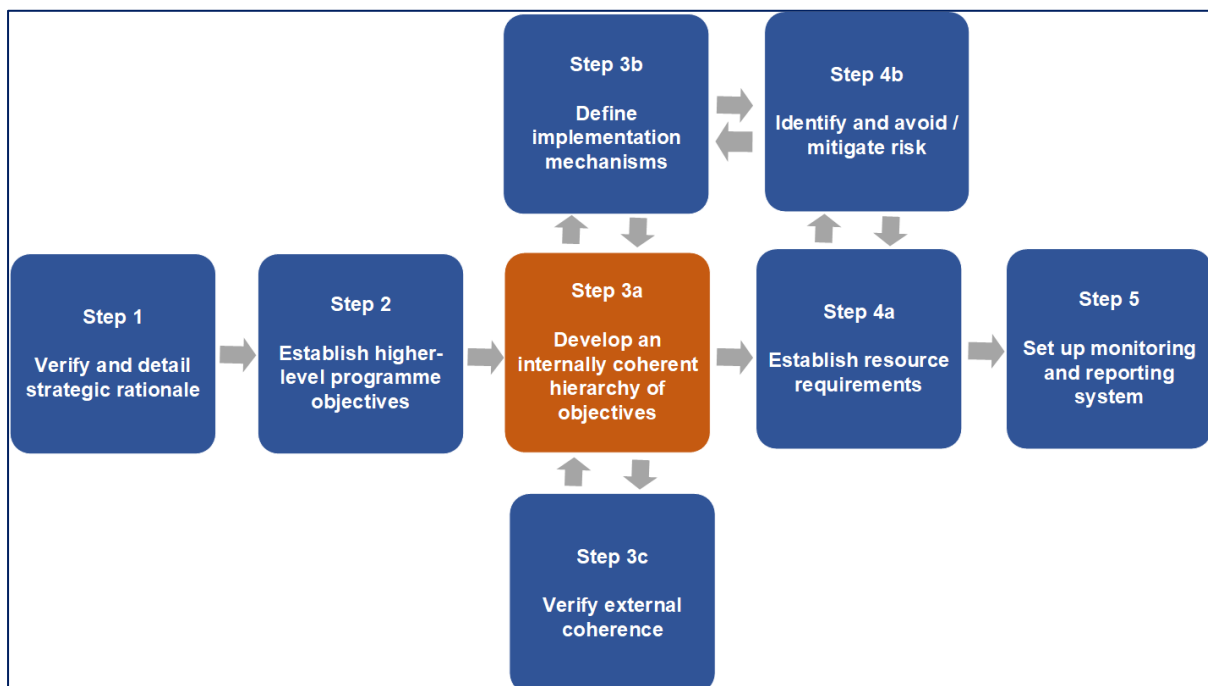 Step 3b
Define
implementation
mechanisms
Step 4b
Identify and avoid /
mitigate risk
Step 1
Verify and detail
strategic rationale
Step 2
Establish higher-
level programme
objectives
Step 3a
Develop an
internally coherent
hierarchy of
objectives
Step 4a
Establish resource
requirements
Step 5
Set up monitoring
and reporting
system
Step 3c
Verify external
coherence